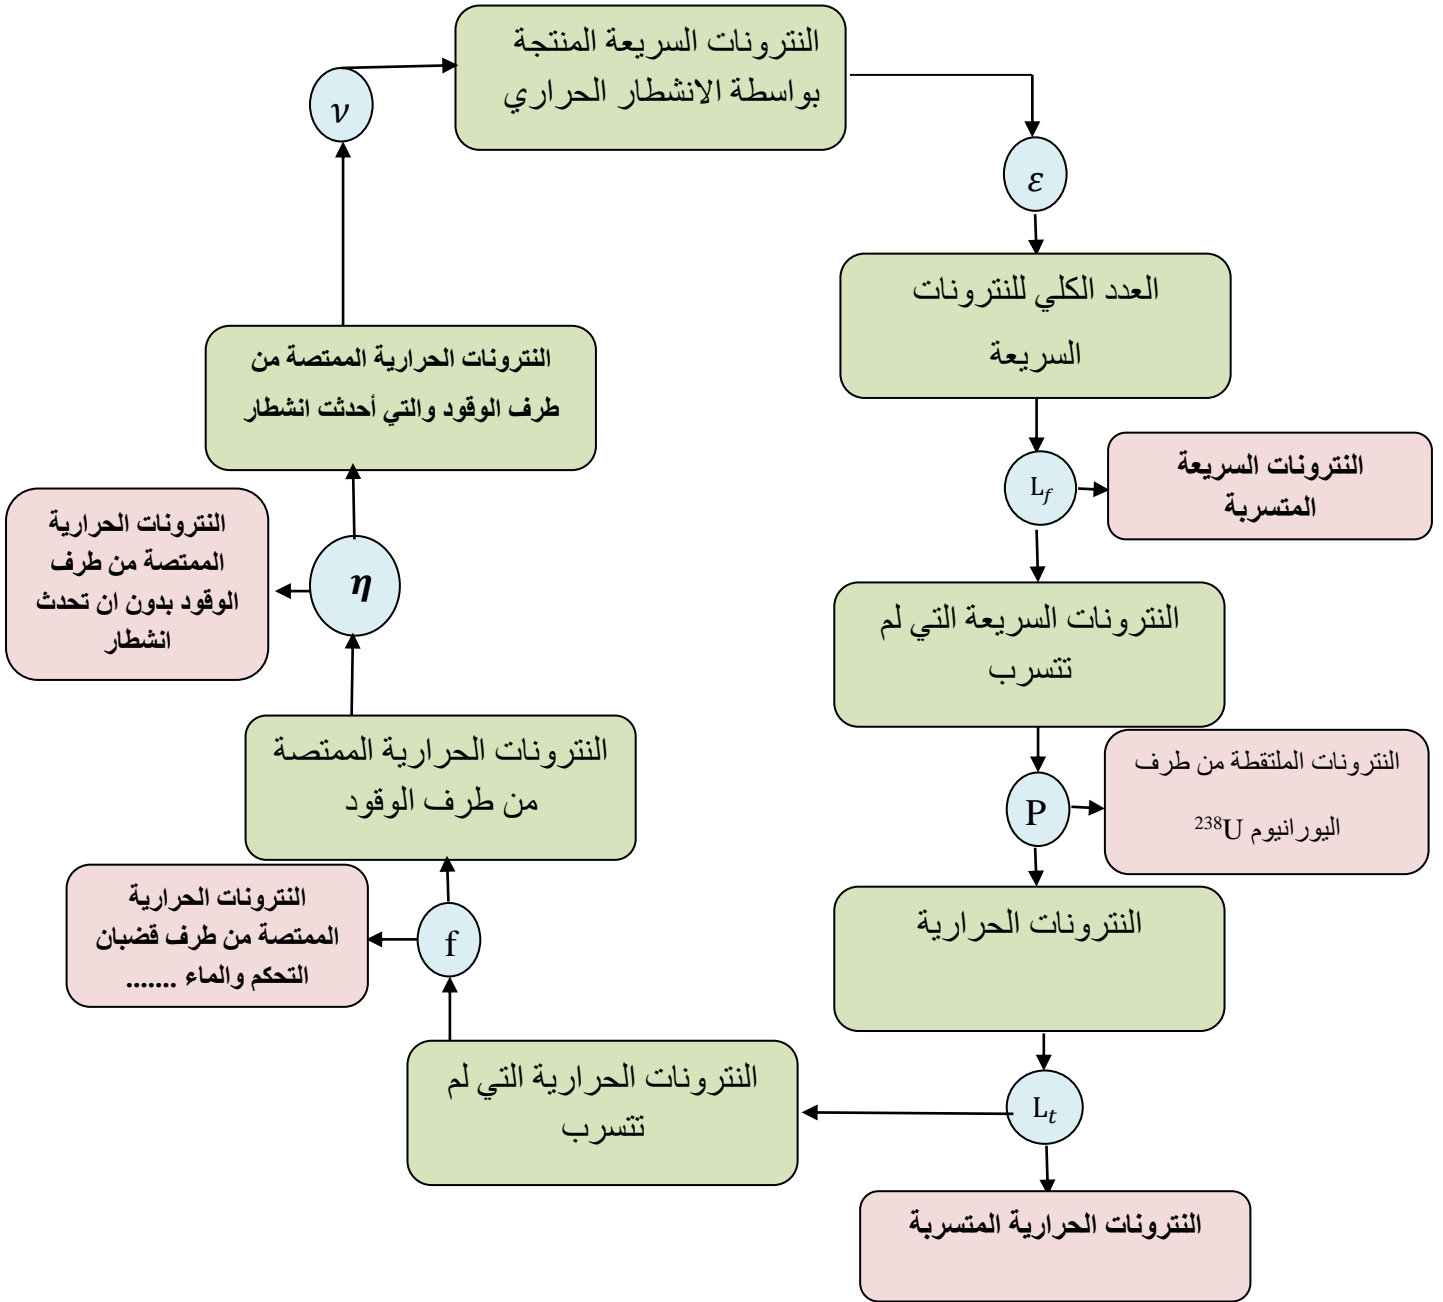 النترونات السريعة المنتجة
بواسطة الانشطار الحراري
ν
ε
العدد الكلي للنترونات
السريعة
L_f
النترونات السريعة
المتسربة
النترونات السريعة التي لم
تتسرب
P
النترونات الملتقطة من طرف
اليورانيوم ²³⁸U
النترونات الحرارية
L_t
النترونات الحرارية المتسربة
النترونات الحرارية التي لم
تتسرب
f
النترونات الحرارية
الممتصة من طرف قضبان
التحكم والماء .......
النترونات الحرارية الممتصة
من طرف الوقود
η
النترونات الحرارية
الممتصة من طرف
الوقود بدون ان تحدث
انشطار
النترونات الحرارية الممتصة من
طرف الوقود والتي أحدثت انشطار